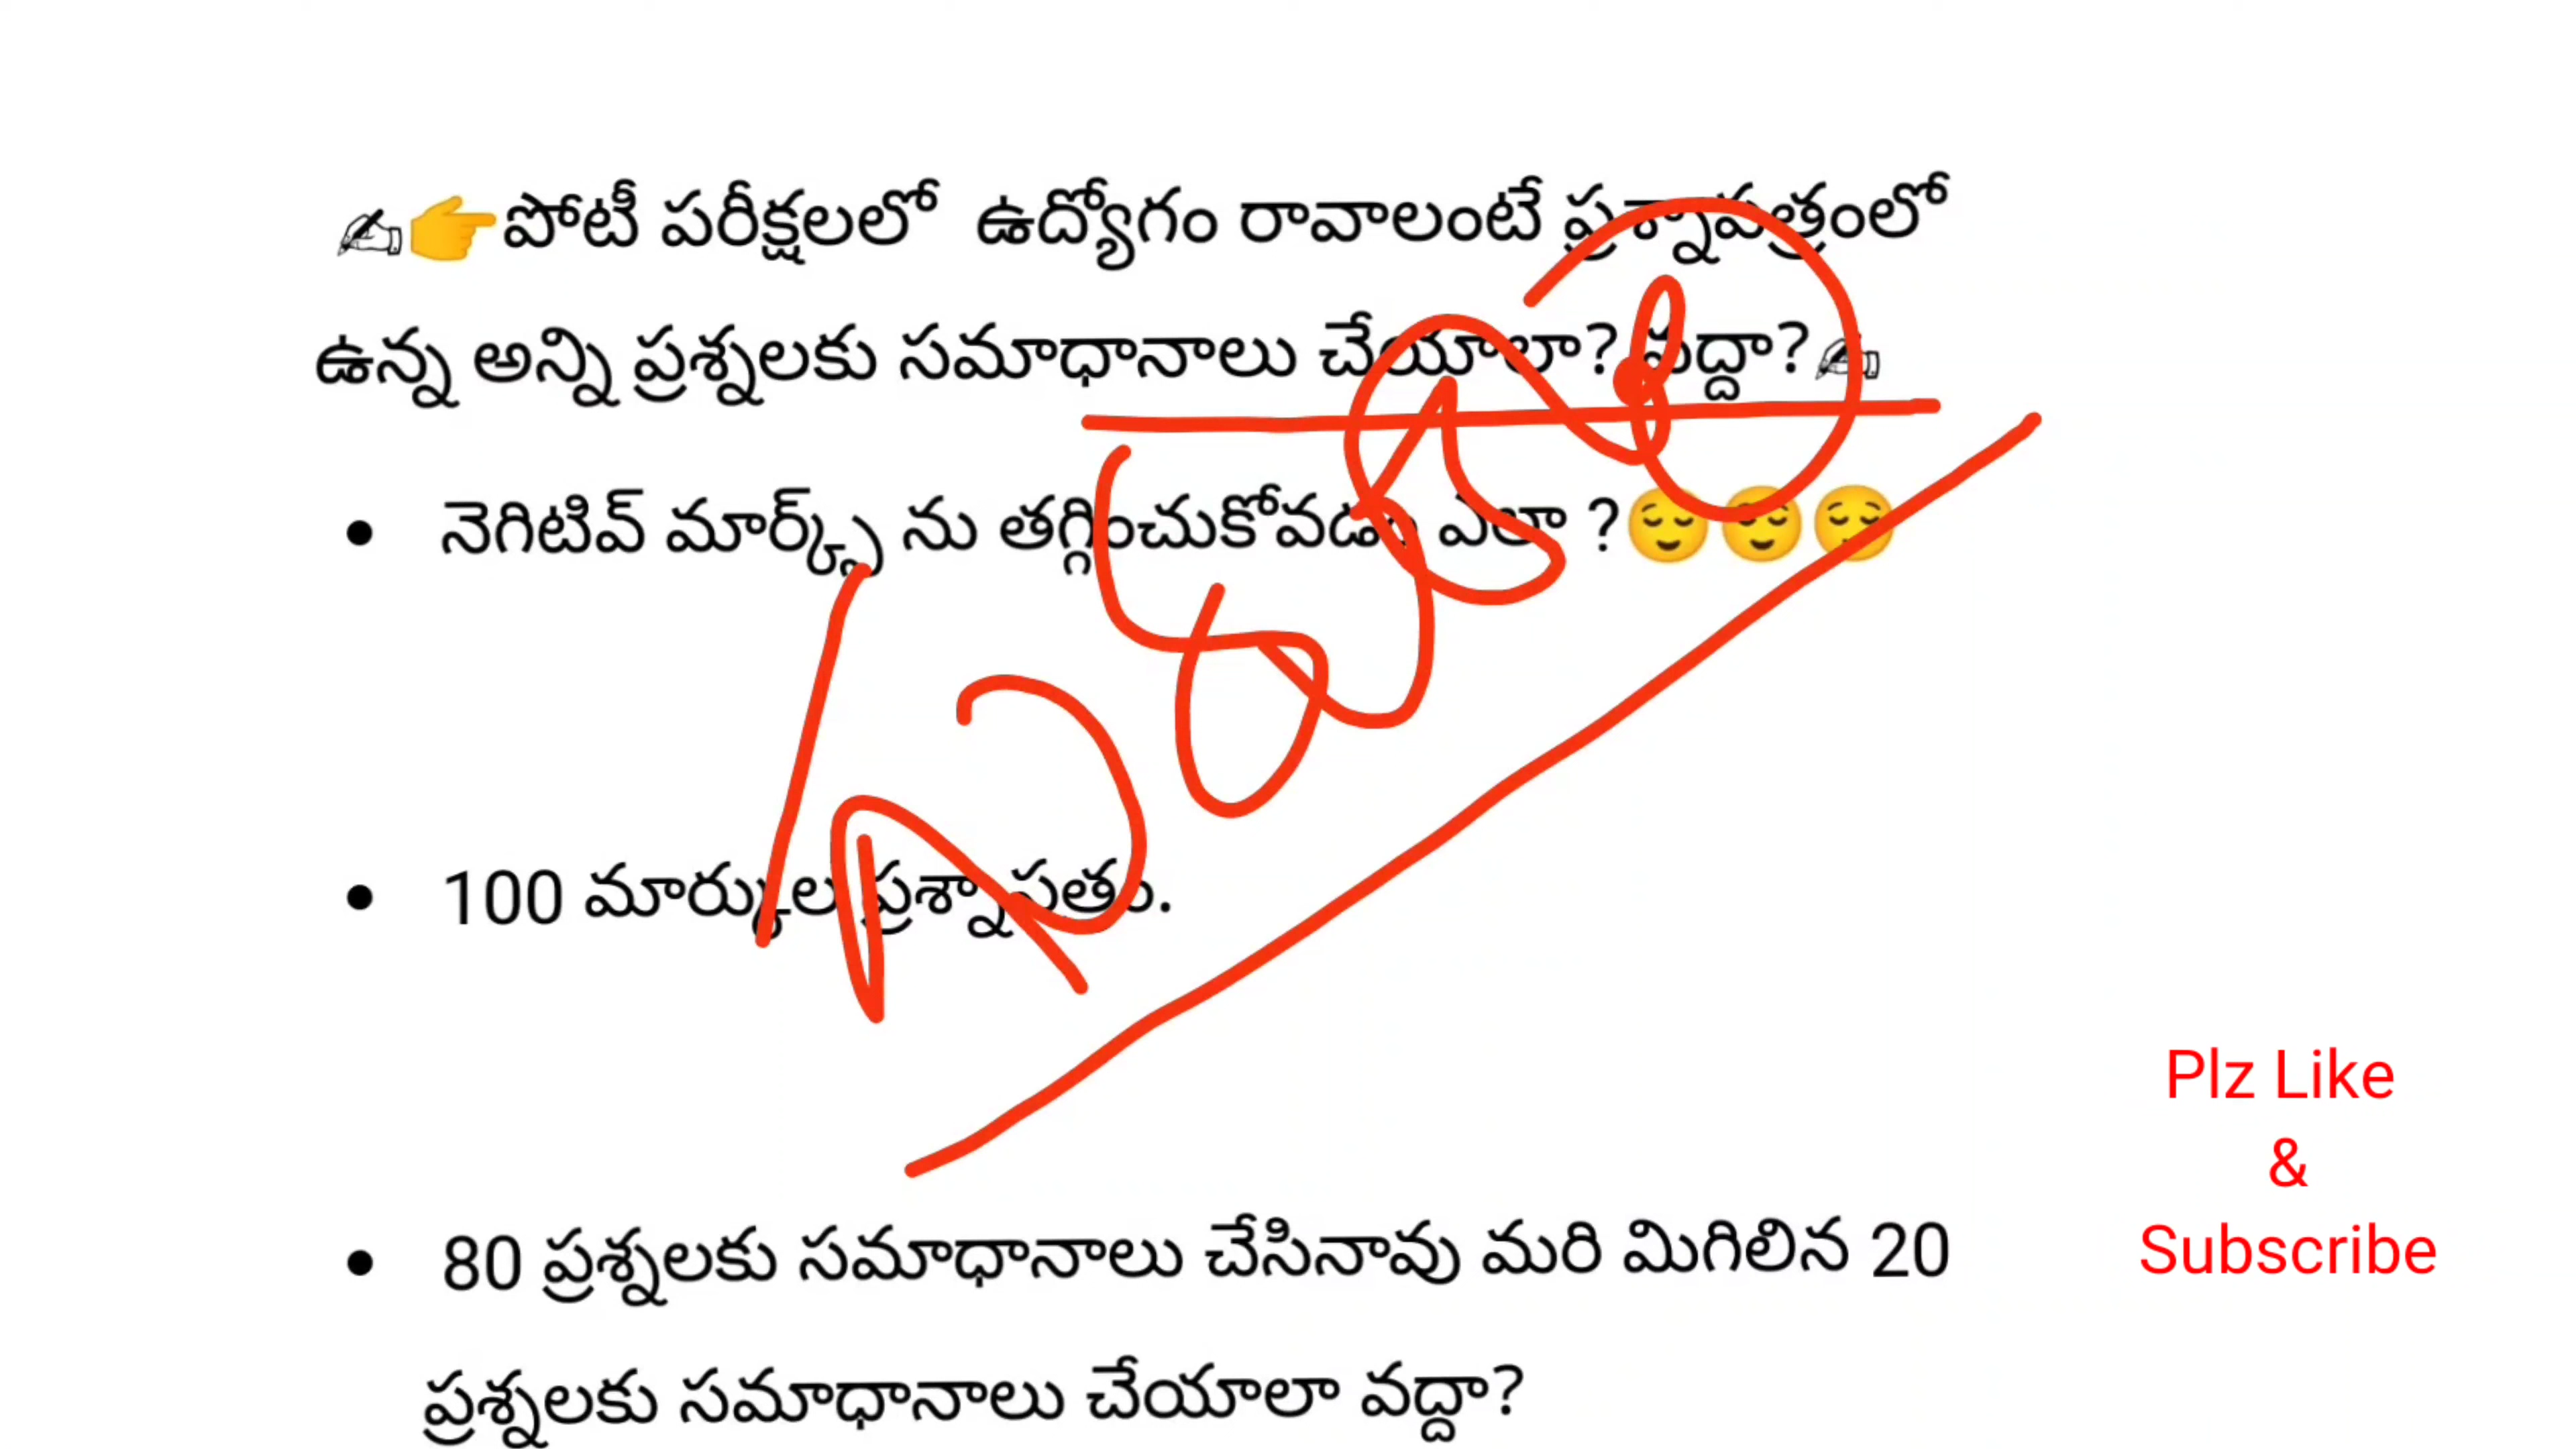 ✍👉పోటీ పరీక్షలలో ఉద్యోగం రావాలంటే ప్రశ్నాపత్రంలో
ఉన్న అన్ని ప్రశ్నలకు సమాధానాలు చేయాలా? వద్దా?✍
• నెగిటివ్ మార్క్స్ ను తగ్గించుకోవడం ఎలా ?😌😌😌
• 100 మార్కుల ప్రశ్నాపత్రం.
• 80 ప్రశ్నలకు సమాధానాలు చేసినావు మరి మిగిలిన 20
ప్రశ్నలకు సమాధానాలు చేయాలా వద్దా?
Plz Like
&
Subscribe